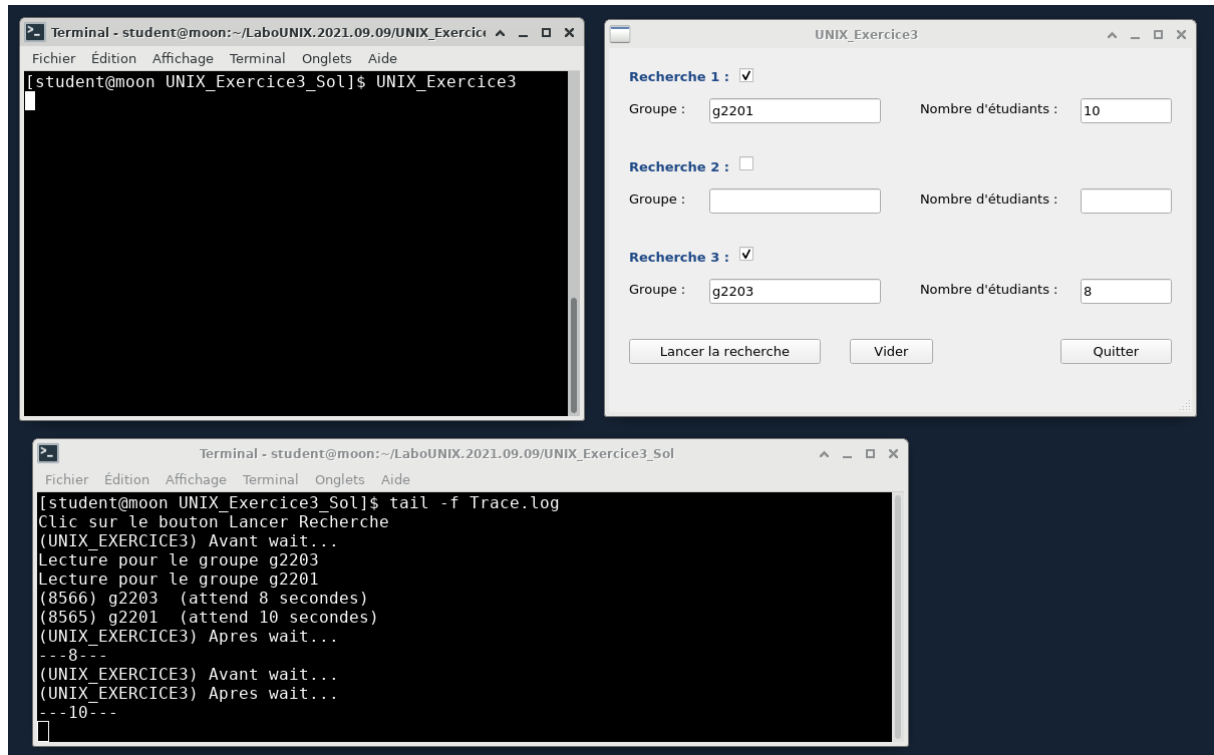 Terminal - student@moon:~/LaboUNIX.2021.09.09/UNIX_Exercice
Fichier Édition Affichage Terminal Onglets Aide
[student@moon UNIX_Exercice3_Sol]$ UNIX_Exercice3
UNIX_Exercice3
Recherche 1 :
Groupe : g2201 Nombre d'étudiants : 10
Recherche 2 :
Groupe : Nombre d'étudiants :
Recherche 3 :
Groupe : g2203 Nombre d'étudiants : 8
Lancer la recherche Vider Quitter
Terminal - student@moon:~/LaboUNIX.2021.09.09/UNIX_Exercice3_Sol
Fichier Édition Affichage Terminal Onglets Aide
[student@moon UNIX_Exercice3_Sol]$ tail -f Trace.log
Clic sur le bouton Lancer Recherche
(UNIX_EXERCICE3) Avant wait...
Lecture pour le groupe g2203
Lecture pour le groupe g2201
(8566) g2203  (attend 8 secondes)
(8565) g2201  (attend 10 secondes)
(UNIX_EXERCICE3) Apres wait...
---8---
(UNIX_EXERCICE3) Avant wait...
(UNIX_EXERCICE3) Apres wait...
---10---